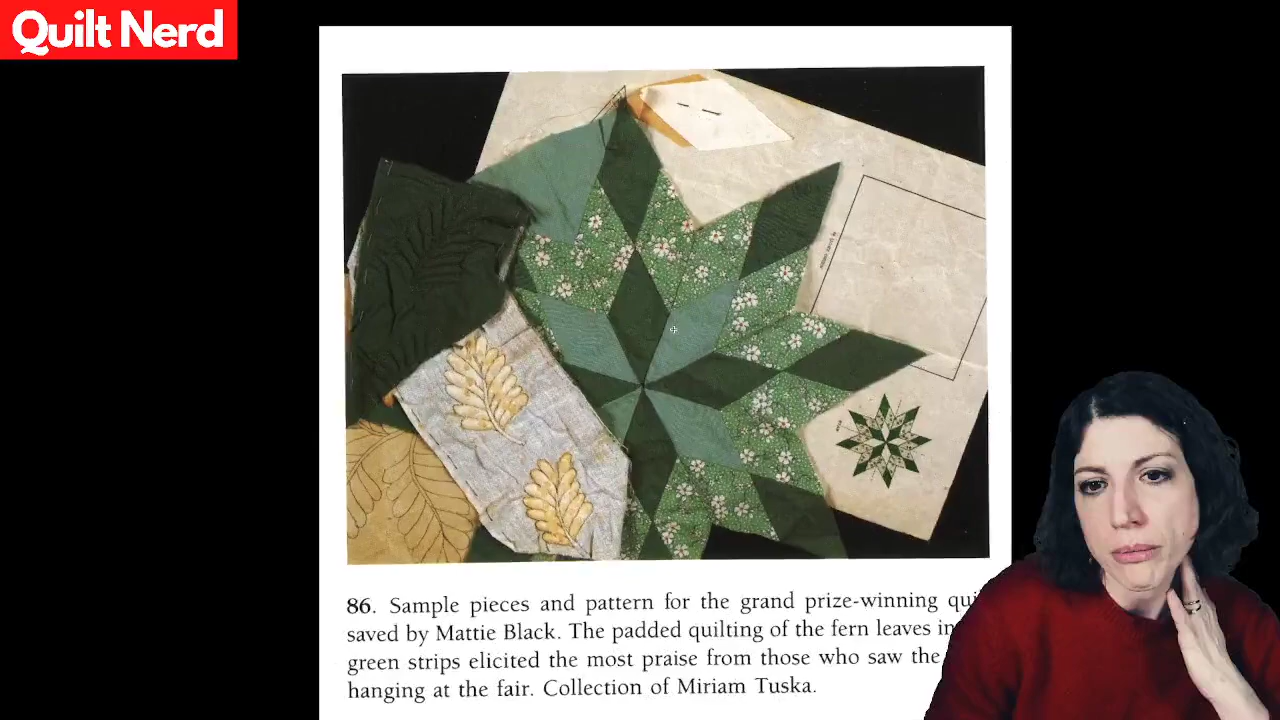 Quilt Nerd
86. Sample pieces and pattern for the grand prize-winning
saved by Mattie Black. The padded quilting of the fern leaves
green strips elicited the most praise from those who saw the
hanging at the fair. Collection of Miriam Tuska.